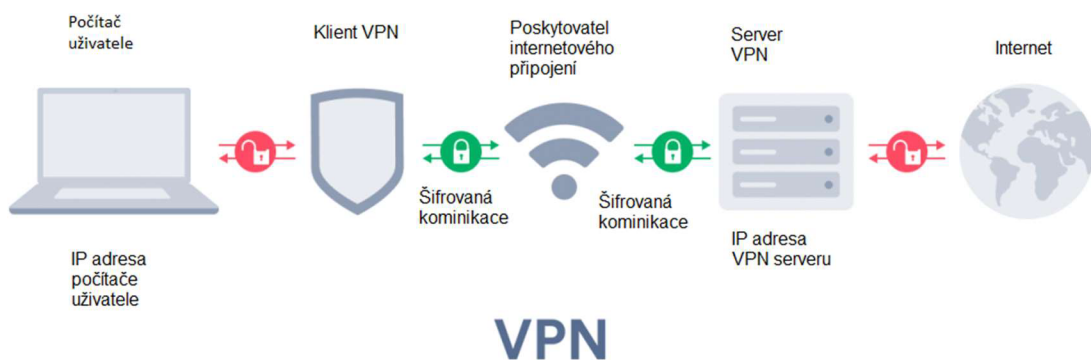 Počítač
uživatele
Klient VPN
Poskytovatel
internetového
připojení
Server
VPN
Internet
Šifrovaná
kominikace
Šifrovaná
kominikace
IP adresa
počítače
uživatele
IP adresa
VPN serveru
VPN